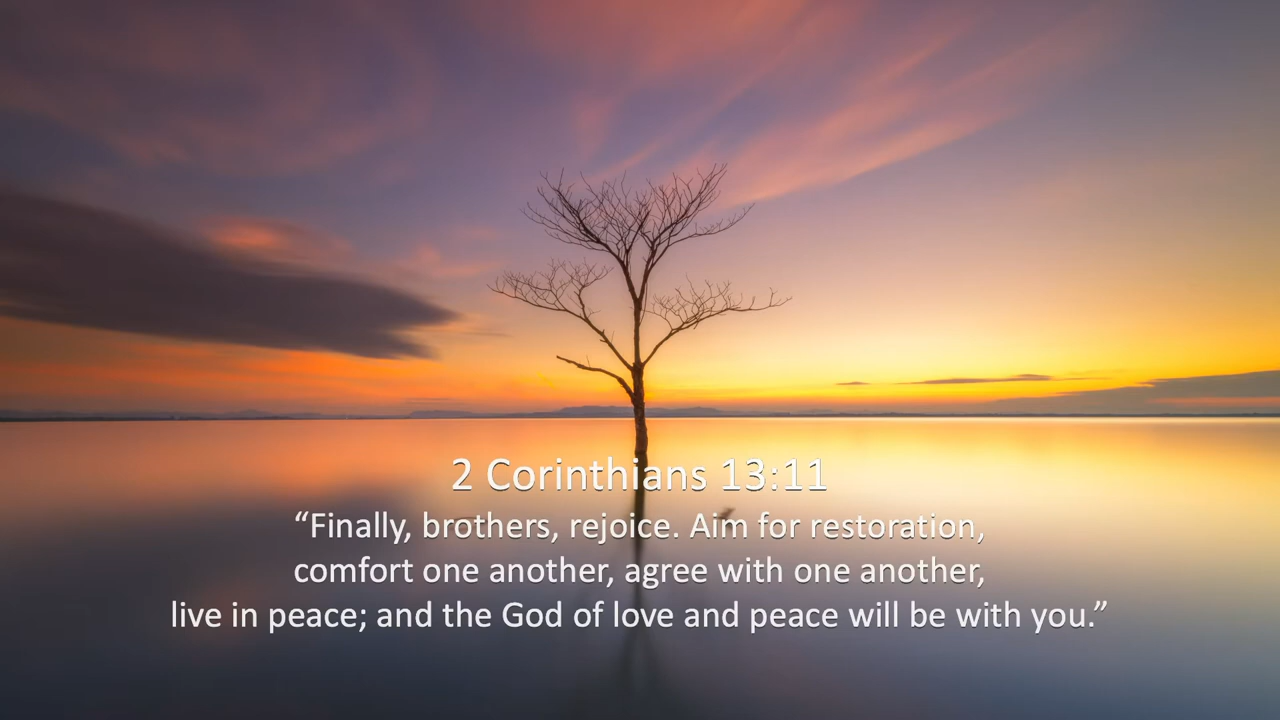 2 Corinthians 13:11
“Finally, brothers, rejoice. Aim for restoration,
comfort one another, agree with one another,
live in peace; and the God of love and peace will be with you.”